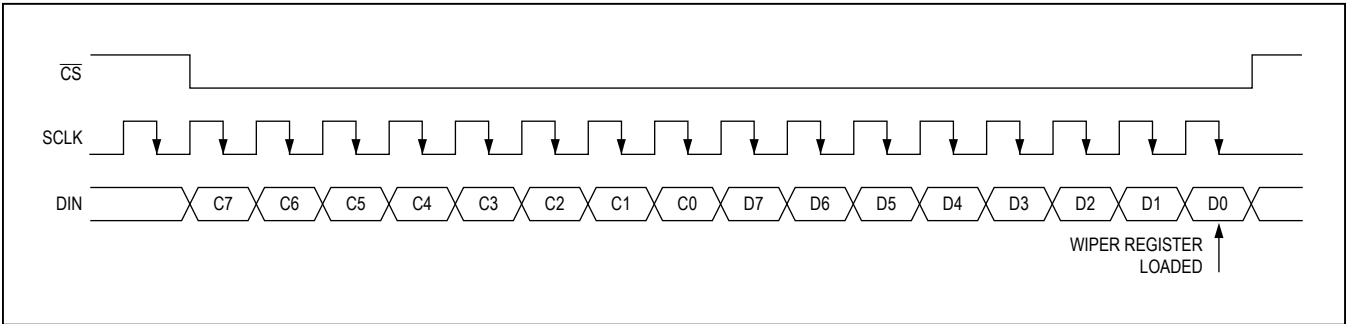 C̅S̅
SCLK
DIN C7 C6 C5 C4 C3 C2 C1 C0 D7 D6 D5 D4 D3 D2 D1 D0
WIPER REGISTER
LOADED